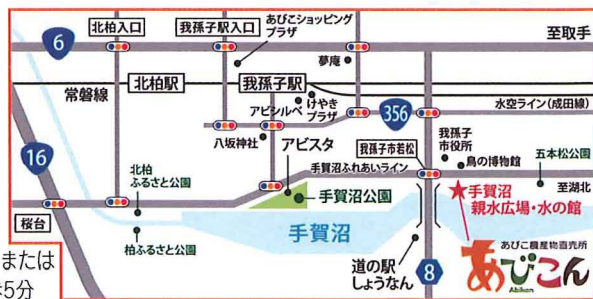 北柏入口
我孫子駅入口
あびこショッピング
プラザ
至取手
6
夢庵
北柏駅
我孫子駅
常磐線
アビシルベ
けやき
プラザ
水空ライン(成田線)
356
八坂神社
アビスタ
我孫子市若松
我孫子
市役所
鳥の博物館
五本松公園
16
手賀沼ふれあいライン
北柏
ふるさと公園
手賀沼公園
至湖北
手賀沼
親水広場・水の館
桜台
柏ふるさと公園
手賀沼
道の駅
しょうなん
8
あびこ農産物直売所
あびこん
Abikon
または
歩5分